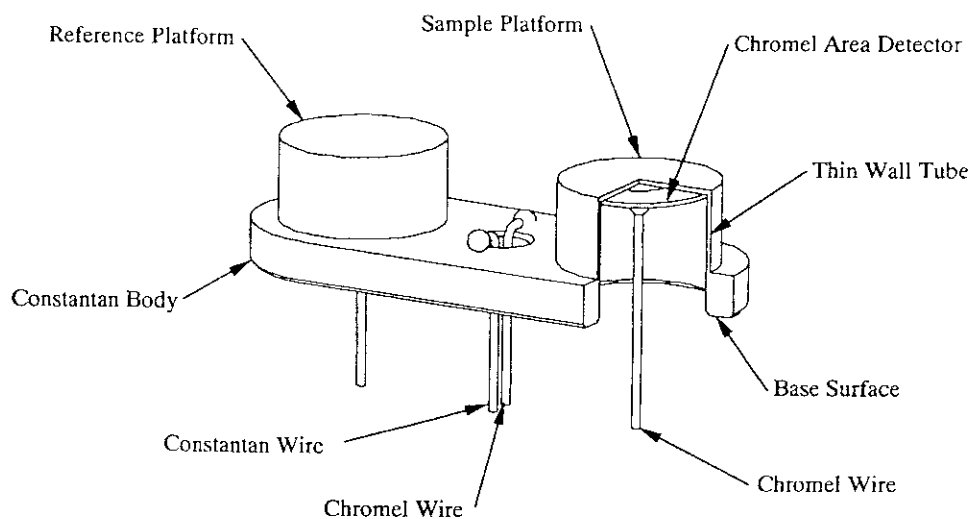 Sample Platform
Reference Platform
Chromel Area Detector
Thin Wall Tube
Constantan Body
Base Surface
Constantan Wire
Chromel Wire
Chromel Wire